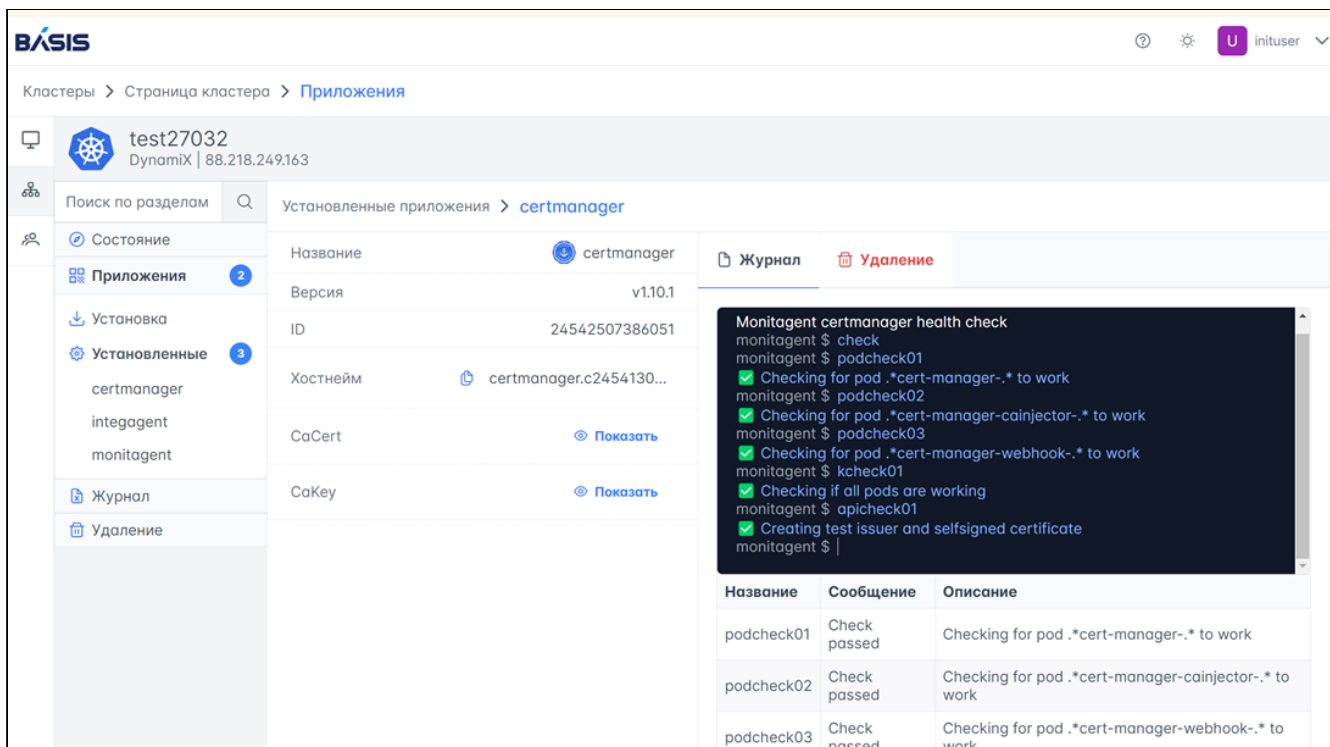 BASIS
U inituser
Кластеры > Страница кластера > Приложения
test27032
DynamiX | 88.218.249.163
Поиск по разделам
Состояние
Приложения 2
Установка
Установленные 3
certmanager
integagent
monitagent
Журнал
Удаление
Установленные приложения > certmanager
Название certmanager
Версия v1.10.1
ID 24542507386051
Хостнейм certmanager.c2454130...
CaCert Показать
CaKey Показать
Журнал Удаление
Monitagent certmanager health check
monitagent $ check
monitagent $ podcheck01
✅ Checking for pod .*cert-manager-.* to work
monitagent $ podcheck02
✅ Checking for pod .*cert-manager-cainjector-.* to work
monitagent $ podcheck03
✅ Checking for pod .*cert-manager-webhook-.* to work
monitagent $ kcheck01
✅ Checking if all pods are working
monitagent $ apicheck01
✅ Creating test issuer and selfsigned certificate
monitagent $ |
Название Сообщение Описание
podcheck01 Check passed Checking for pod .*cert-manager-.* to work
podcheck02 Check passed Checking for pod .*cert-manager-cainjector-.* to work
podcheck03 Check passed Checking for pod .*cert-manager-webhook-.* to work